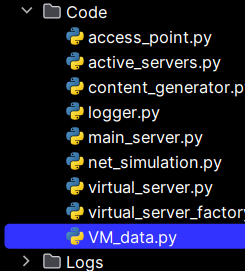 Code
access_point.py
active_servers.py
content_generator.p
logger.py
main_server.py
net_simulation.py
virtual_server.py
virtual_server_factory
VM_data.py
Logs